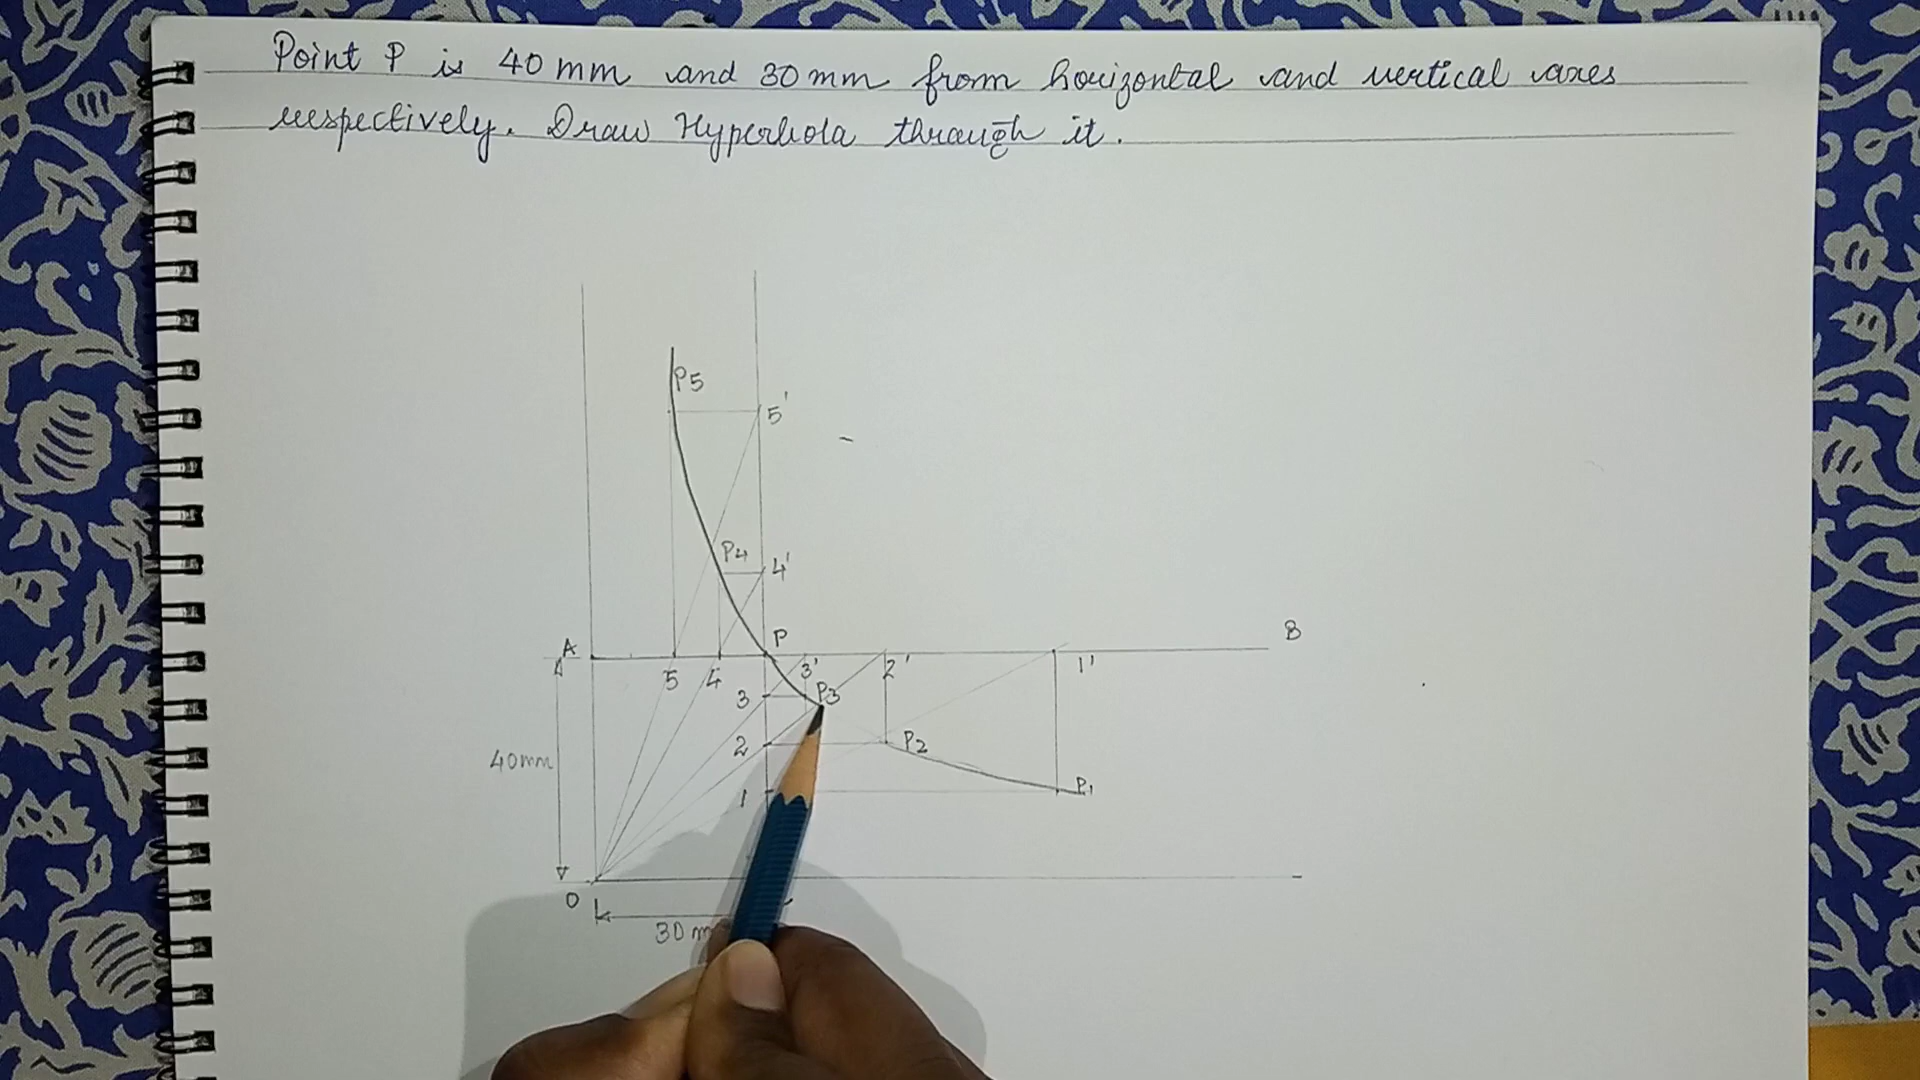 Point P is 40 mm and 30 mm from horizontal and vertical axes
respectively. Draw Hyperbola through it.
P5
5'
P4
4'
A
P
B
5
4
3'
2'
1'
3
P3
2
P2
40mm
1
P1
O
30 m